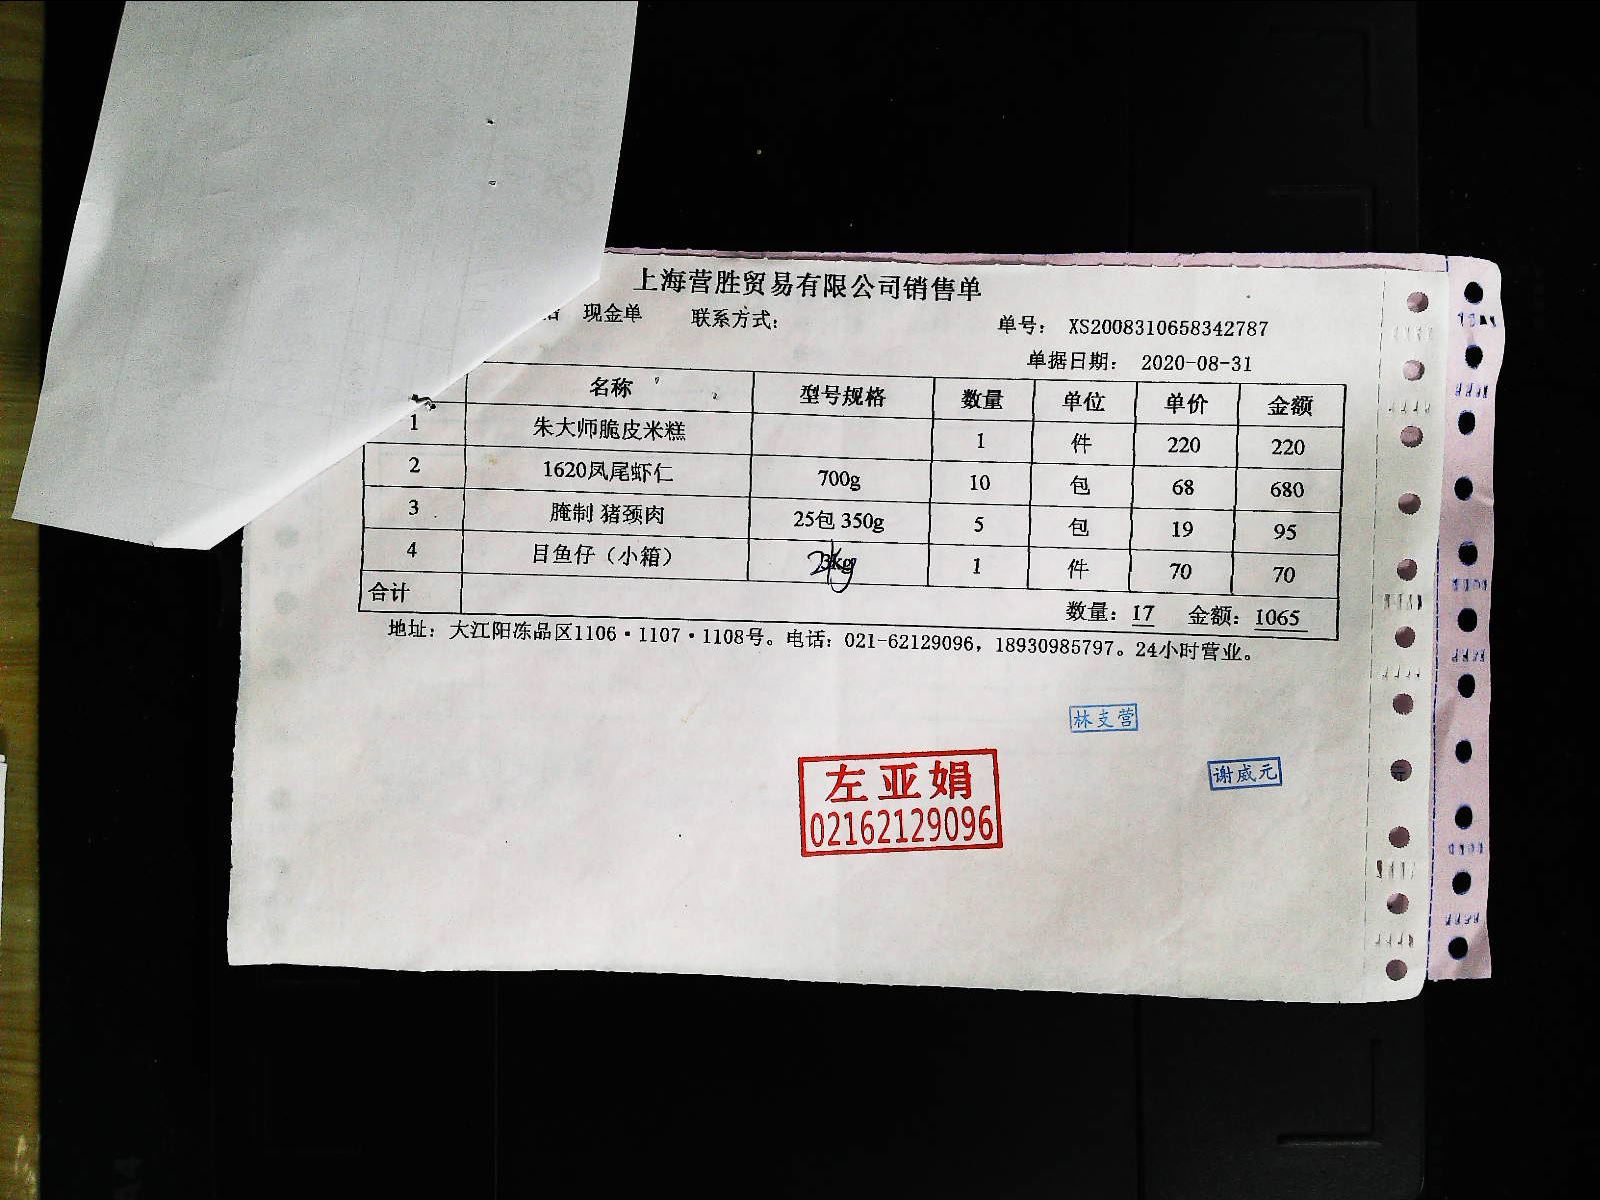 上海营胜贸易有限公司销售单
现金单 联系方式： 单号： XS2008310658342787
单据日期： 2020-08-31
名称 型号规格 数量 单位 单价 金额
1 朱大师脆皮米糕 1 件 220 220
2 1620凤尾虾仁 700g 10 包 68 680
3 腌制 猪颈肉 25包 350g 5 包 19 95
4 目鱼仔（小箱） 3kg 1 件 70 70
合计 数量：17 金额：1065
地址：大江阳冻品区1106·1107·1108号。电话：021-62129096，18930985797。24小时营业。
林支营
谢威元
左亚娟
02162129096